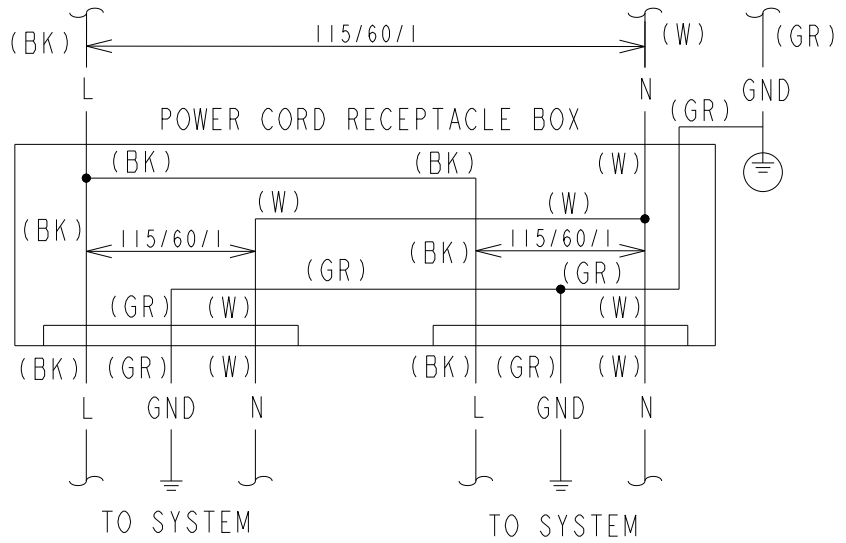 (BK) 115/60/1 (W) (GR)
L N GND
POWER CORD RECEPTACLE BOX (GR)
(BK) (BK) (W)
(W) (W)
(BK) 115/60/1 (BK) 115/60/1
(GR) (GR)
(GR) (W) (W)
(BK) (GR) (W) (BK) (GR) (W)
L GND N L GND N
TO SYSTEM TO SYSTEM